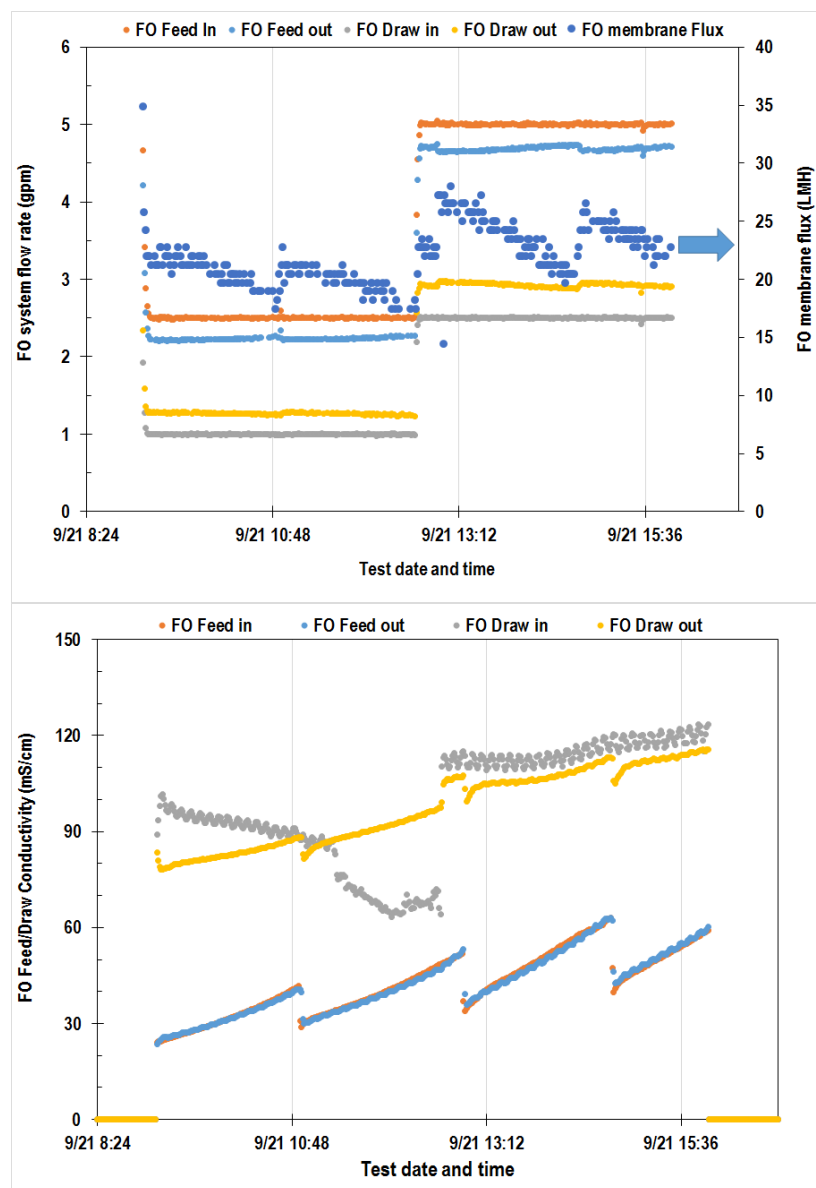 FO Feed In FO Feed out FO Draw in FO Draw out FO membrane Flux
6
5
4
3
2
1
0
FO system flow rate (gpm)
40
35
30
25
20
15
10
5
0
FO membrane flux (LMH)
9/21 8:24 9/21 10:48 9/21 13:12 9/21 15:36
Test date and time
FO Feed in FO Feed out FO Draw in FO Draw out
150
120
90
60
30
0
FO Feed/Draw Conductivity (mS/cm)
9/21 8:24 9/21 10:48 9/21 13:12 9/21 15:36
Test date and time